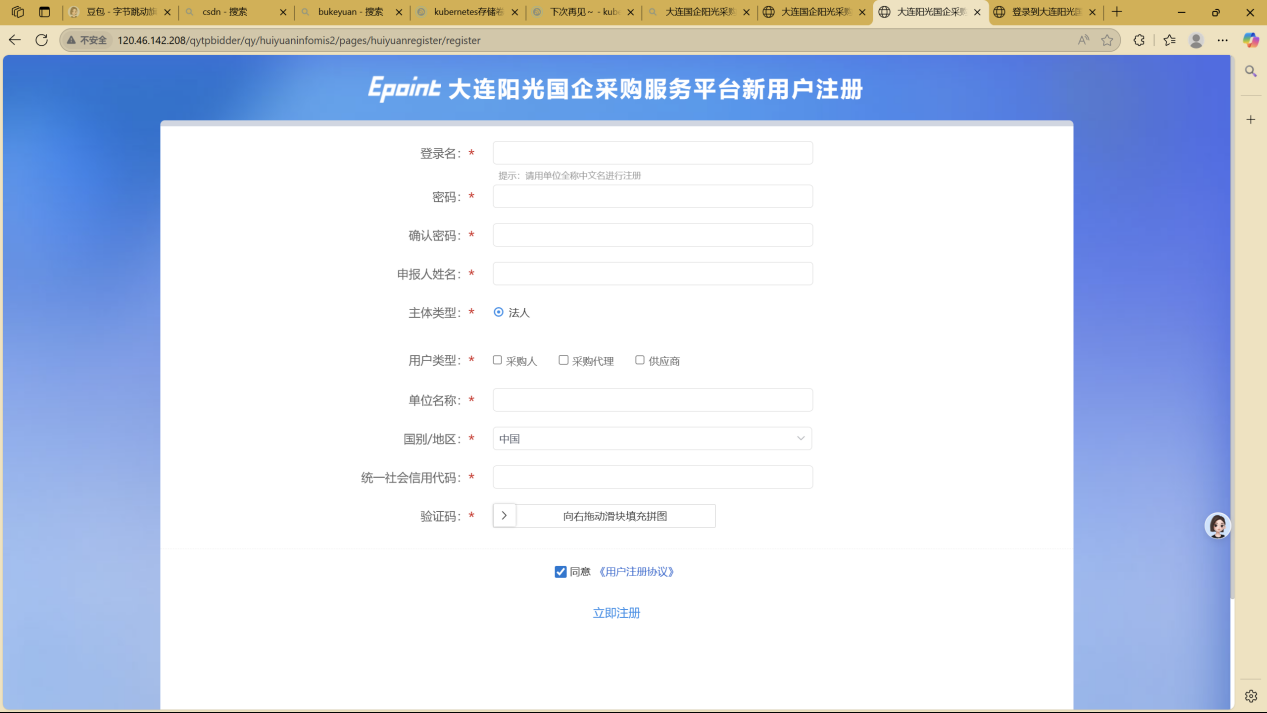 豆包 - 字节跳动旗
csdn - 搜索
bukeyuan - 搜索
kubernetes存储卷
下次再见~ - kub
大连国企阳光采购
大连国企阳光采购
大连阳光国企采购
登录到大连阳光国
不安全 120.46.142.208/qytpbidder/qy/huiyuaninfomis2/pages/huiyuanregister/register
Epoint 大连阳光国企采购服务平台新用户注册
登录名：*
提示：请用单位全称中文名进行注册
密码：*
确认密码：*
申报人姓名：*
主体类型：* 法人
用户类型：* 采购人 采购代理 供应商
单位名称：*
国别/地区：* 中国
统一社会信用代码：*
验证码：* 向右拖动滑块填充拼图
同意 《用户注册协议》
立即注册